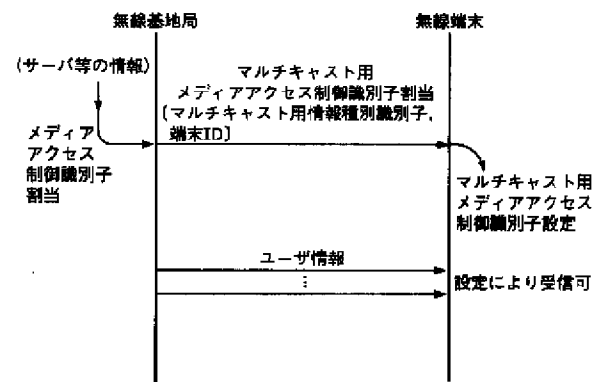 無線基地局
無線端末
(サーバ等の情報)
マルチキャスト用
メディアアクセス制御識別子割当
[マルチキャスト用情報種別識別子,
端末ID]
メディア
アクセス
制御識別子
割当
マルチキャスト用
メディアアクセス
制御識別子設定
ユーザ情報
⋮
設定により受信可